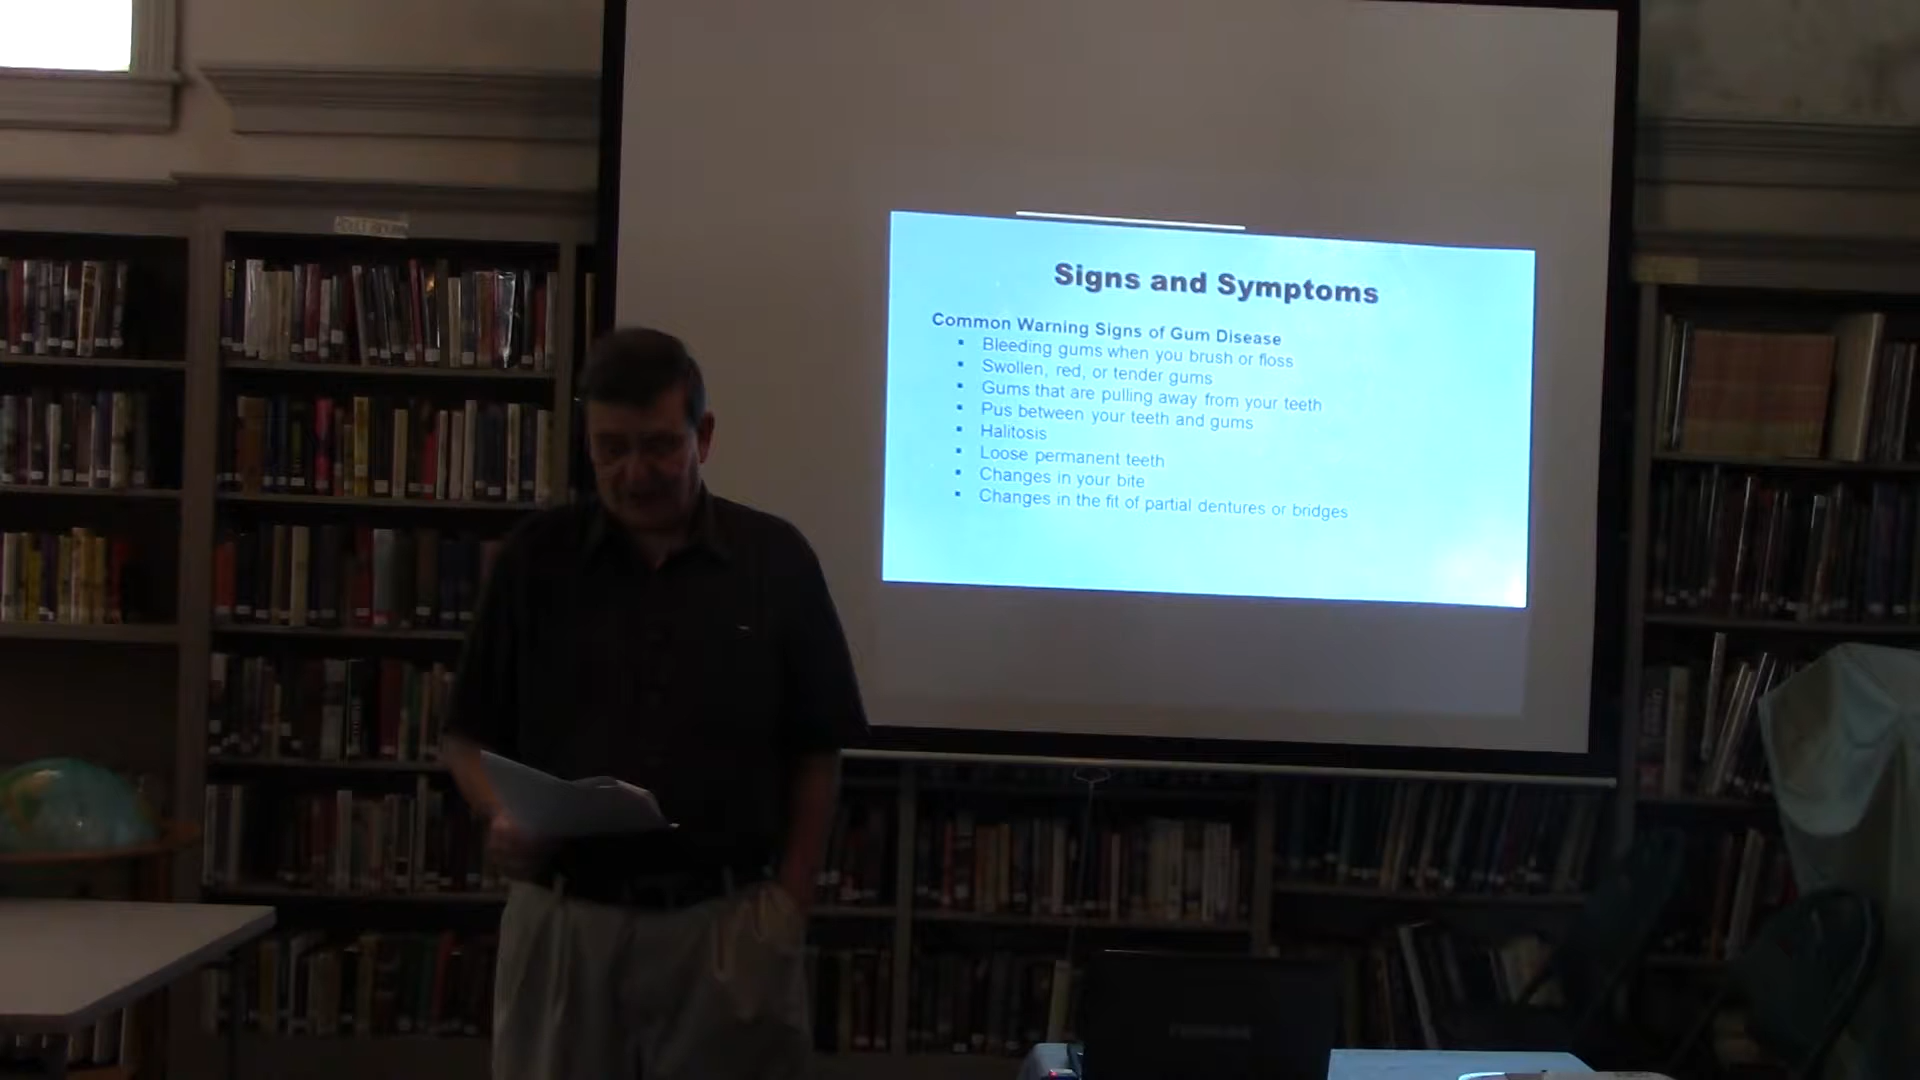 Signs and Symptoms
Common Warning Signs of Gum Disease
▪ Bleeding gums when you brush or floss
▪ Swollen, red, or tender gums
▪ Gums that are pulling away from your teeth
▪ Pus between your teeth and gums
▪ Halitosis
▪ Loose permanent teeth
▪ Changes in your bite
▪ Changes in the fit of partial dentures or bridges